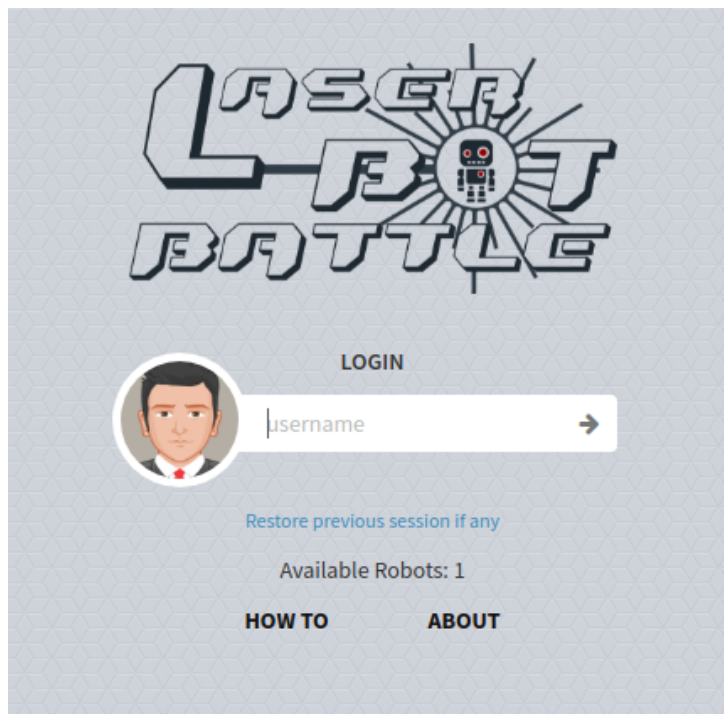 LASER
BOT
BATTLE
LOGIN
username
Restore previous session if any
Available Robots: 1
HOW TO
ABOUT